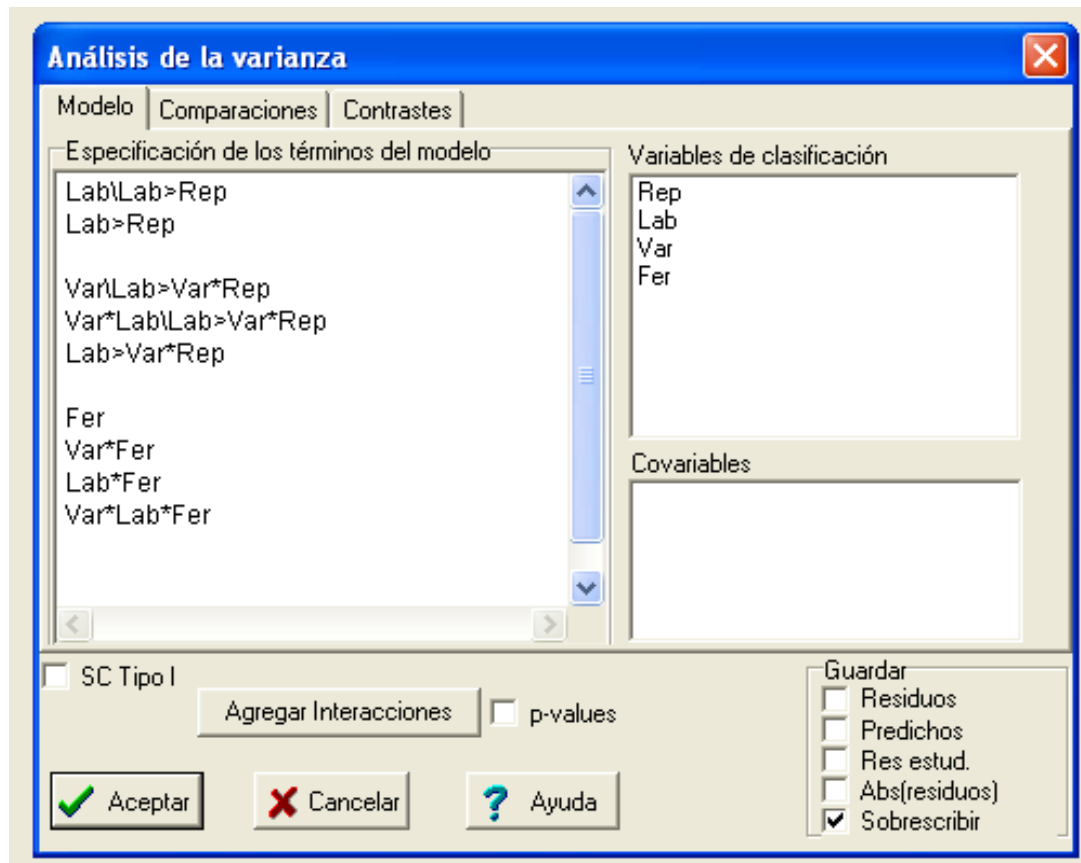 Análisis de la varianza
Modelo
Comparaciones
Contrastes
Especificación de los términos del modelo
Lab\Lab>Rep
Lab>Rep
Var\Lab>Var*Rep
Var*Lab\Lab>Var*Rep
Lab>Var*Rep
Fer
Var*Fer
Lab*Fer
Var*Lab*Fer
Variables de clasificación
Rep
Lab
Var
Fer
Covariables
SC Tipo I
Agregar Interacciones
p-values
Guardar
Residuos
Predichos
Res estud.
Abs(residuos)
Sobrescribir
Aceptar
Cancelar
Ayuda